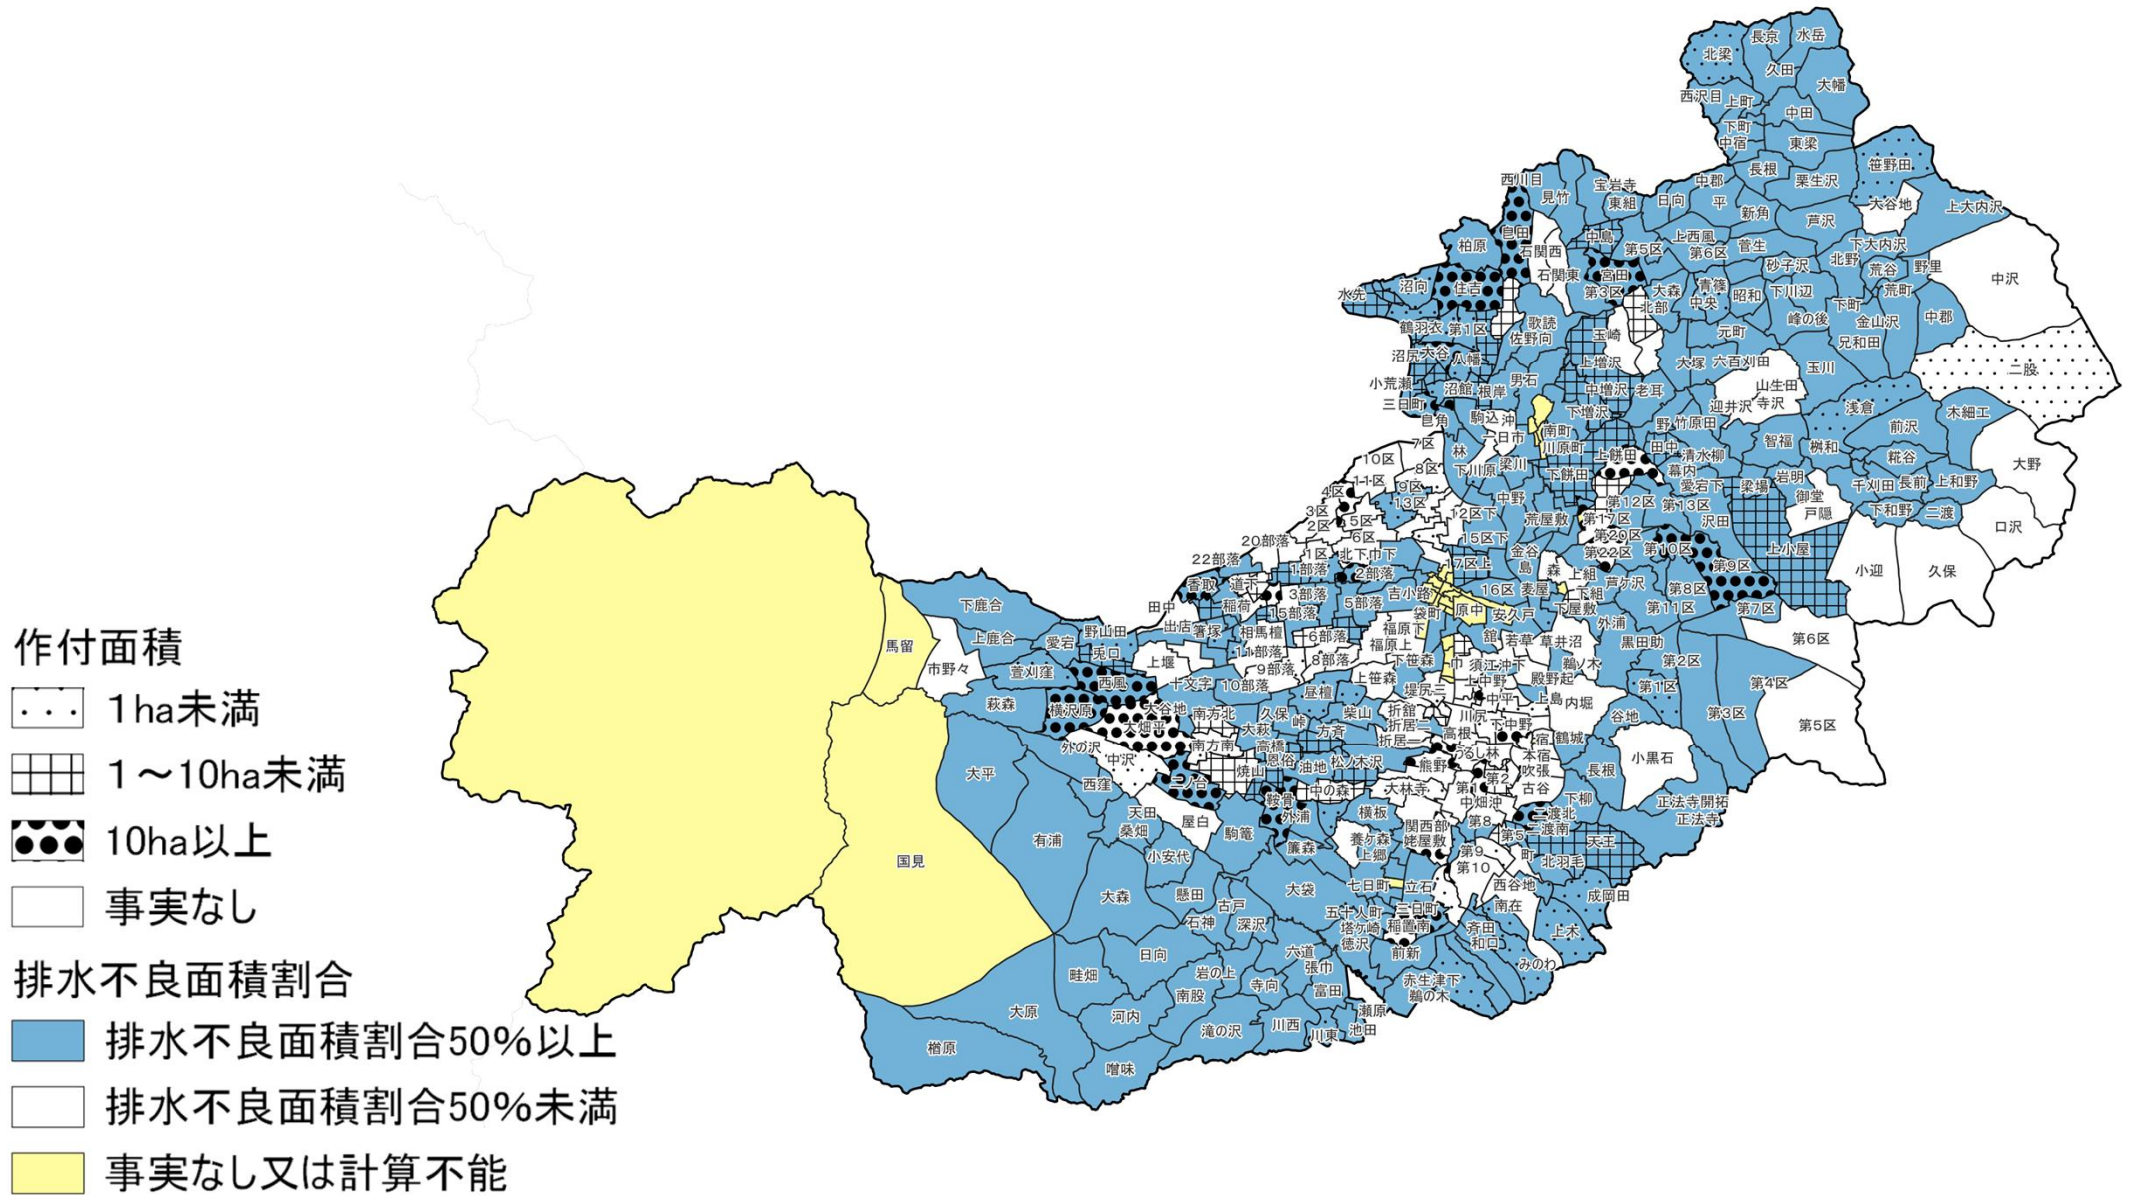 作付面積
1ha未満
1～10ha未満
10ha以上
事実なし
排水不良面積割合
排水不良面積割合50%以上
排水不良面積割合50%未満
事実なし又は計算不能
北梁
長京
水岳
久田
大幡
西沢目
上町
中田
下町
中宿
東梁
長根
栗生沢
笹野田
大谷地
上大内沢
西川目
見竹
宝岩寺
東組
日向
中郡
平
新角
芦沢
柏原
息田
石関西
石関東
中島
第5区
上西風
第6区
菅生
下大内沢
北野
荒谷
野里
中沢
水先
沼向
住吉
宮田
第3区
大森
北部
青篠
中央
昭和
砂子沢
下川辺
下町
荒町
峰の後
金山沢
中郡
鶴羽衣
第1区
歌読
佐野向
玉崎
元町
兄和田
沼尻
大谷
八幡
上増沢
大塚
六百刈田
玉川
二股
小荒瀬
沼館
根岸
男石
中増沢
老耳
山生田
寺沢
迎井沢
浅倉
木細工
三日町
息角
駒込
沖
下増沢
野
竹原田
前沢
7区
一日市
南町
川原町
田中
清水柳
智福
桝和
糀谷
10区
8区
林
下川原
梁川
上餅田
下餅田
幕内
愛宕下
梁場
岩明
御堂
戸隠
千刈田
長前
上和野
大野
4区
11区
9区
13区
中野
第12区
第13区
沢田
下和野
二渡
口沢
3区
2区
5区
6区
12区下
荒屋敷
第17区
第20区
第22区
第10区
上小屋
小迎
久保
20部落
22部落
1区
北下巾下
15区下
金谷
島
第9区
香取
道下
1部落
2部落
17区上
森
上組
芦ケ沢
第8区
第7区
田中
稲荷
3部落
5部落
吉小路
袋町
原中
16区
麦屋
安久戸
下組
下屋敷
第11区
15部落
下鹿合
馬留
上鹿合
市野々
愛宕
野山田
兎口
出店
箸塚
相馬檀
6部落
福原下
福原上
舘
若草
草井沼
外浦
黒田助
第6区
11部落
9部落
8部落
10部落
下笹森
上笹森
巾
須江沖下
鵜ノ木
第2区
第1区
第4区
萱刈窪
上堰
西風
十文字
上中野
殿野起
萩森
横沢原
大谷地
大畑平
南方北
南方南
久保
大萩
昼檀
峠
柴山
堤尻三
折舘
折居二
折居一
中平
川尻
上島
内堀
谷地
第3区
第5区
外の沢
中沢
高橋
恩俗
方斉
油地
松ノ木沢
高根
うるし林
下中野
宿
鶴城
本宿
小黒石
大平
西窪
二ノ台
焼山
鞍骨
中の森
熊野
第1
第2
吹張
古谷
長根
大林寺
天田
桑畑
屋白
駒篭
外浦
横板
中畑沖
第8
下柳
二渡北
二渡南
正法寺開拓
正法寺
国見
有浦
小安代
簾森
養ケ森
上郷
関西部
姥屋敷
第5
第9
第10
町
天王
北羽毛
大森
懸田
古戸
石神
深沢
大袋
七日町
立石
西谷地
南在
成岡田
五十人町
塔ケ崎
徳沢
三日町
稲置南
前新
斉田
和口
上木
みのわ
日向
畦畑
岩の上
六道
張巾
寺向
富田
赤生津下
鵜の木
大原
河内
南股
瀬原
楢原
滝の沢
川西
川東
池田
噌味